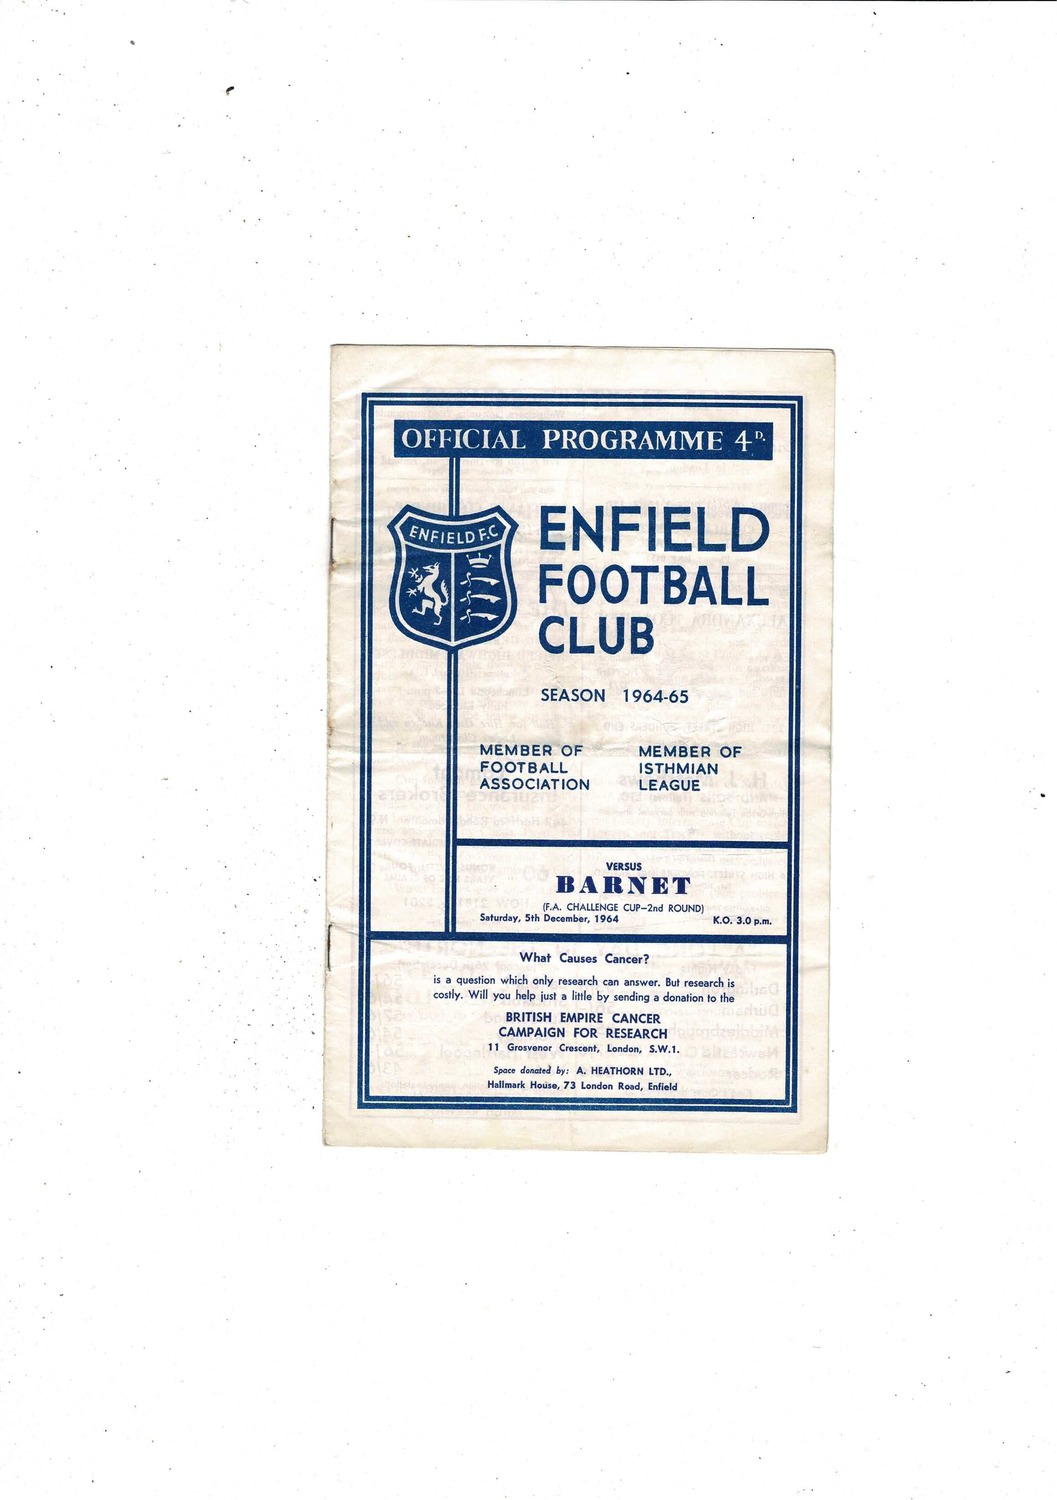 OFFICIAL PROGRAMME 4D.
ENFIELD F.C
ENFIELD
FOOTBALL
CLUB
SEASON 1964-65
MEMBER OF
FOOTBALL
ASSOCIATION
MEMBER OF
ISTHMIAN
LEAGUE
VERSUS
BARNET
(F.A. CHALLENGE CUP—2nd ROUND)
Saturday, 5th December, 1964 K.O. 3.0 p.m.
What Causes Cancer?
is a question which only research can answer. But research is
costly. Will you help just a little by sending a donation to the
BRITISH EMPIRE CANCER
CAMPAIGN FOR RESEARCH
11 Grosvenor Crescent, London, S.W.1.
Space donated by: A. HEATHORN LTD.,
Hallmark House, 73 London Road, Enfield